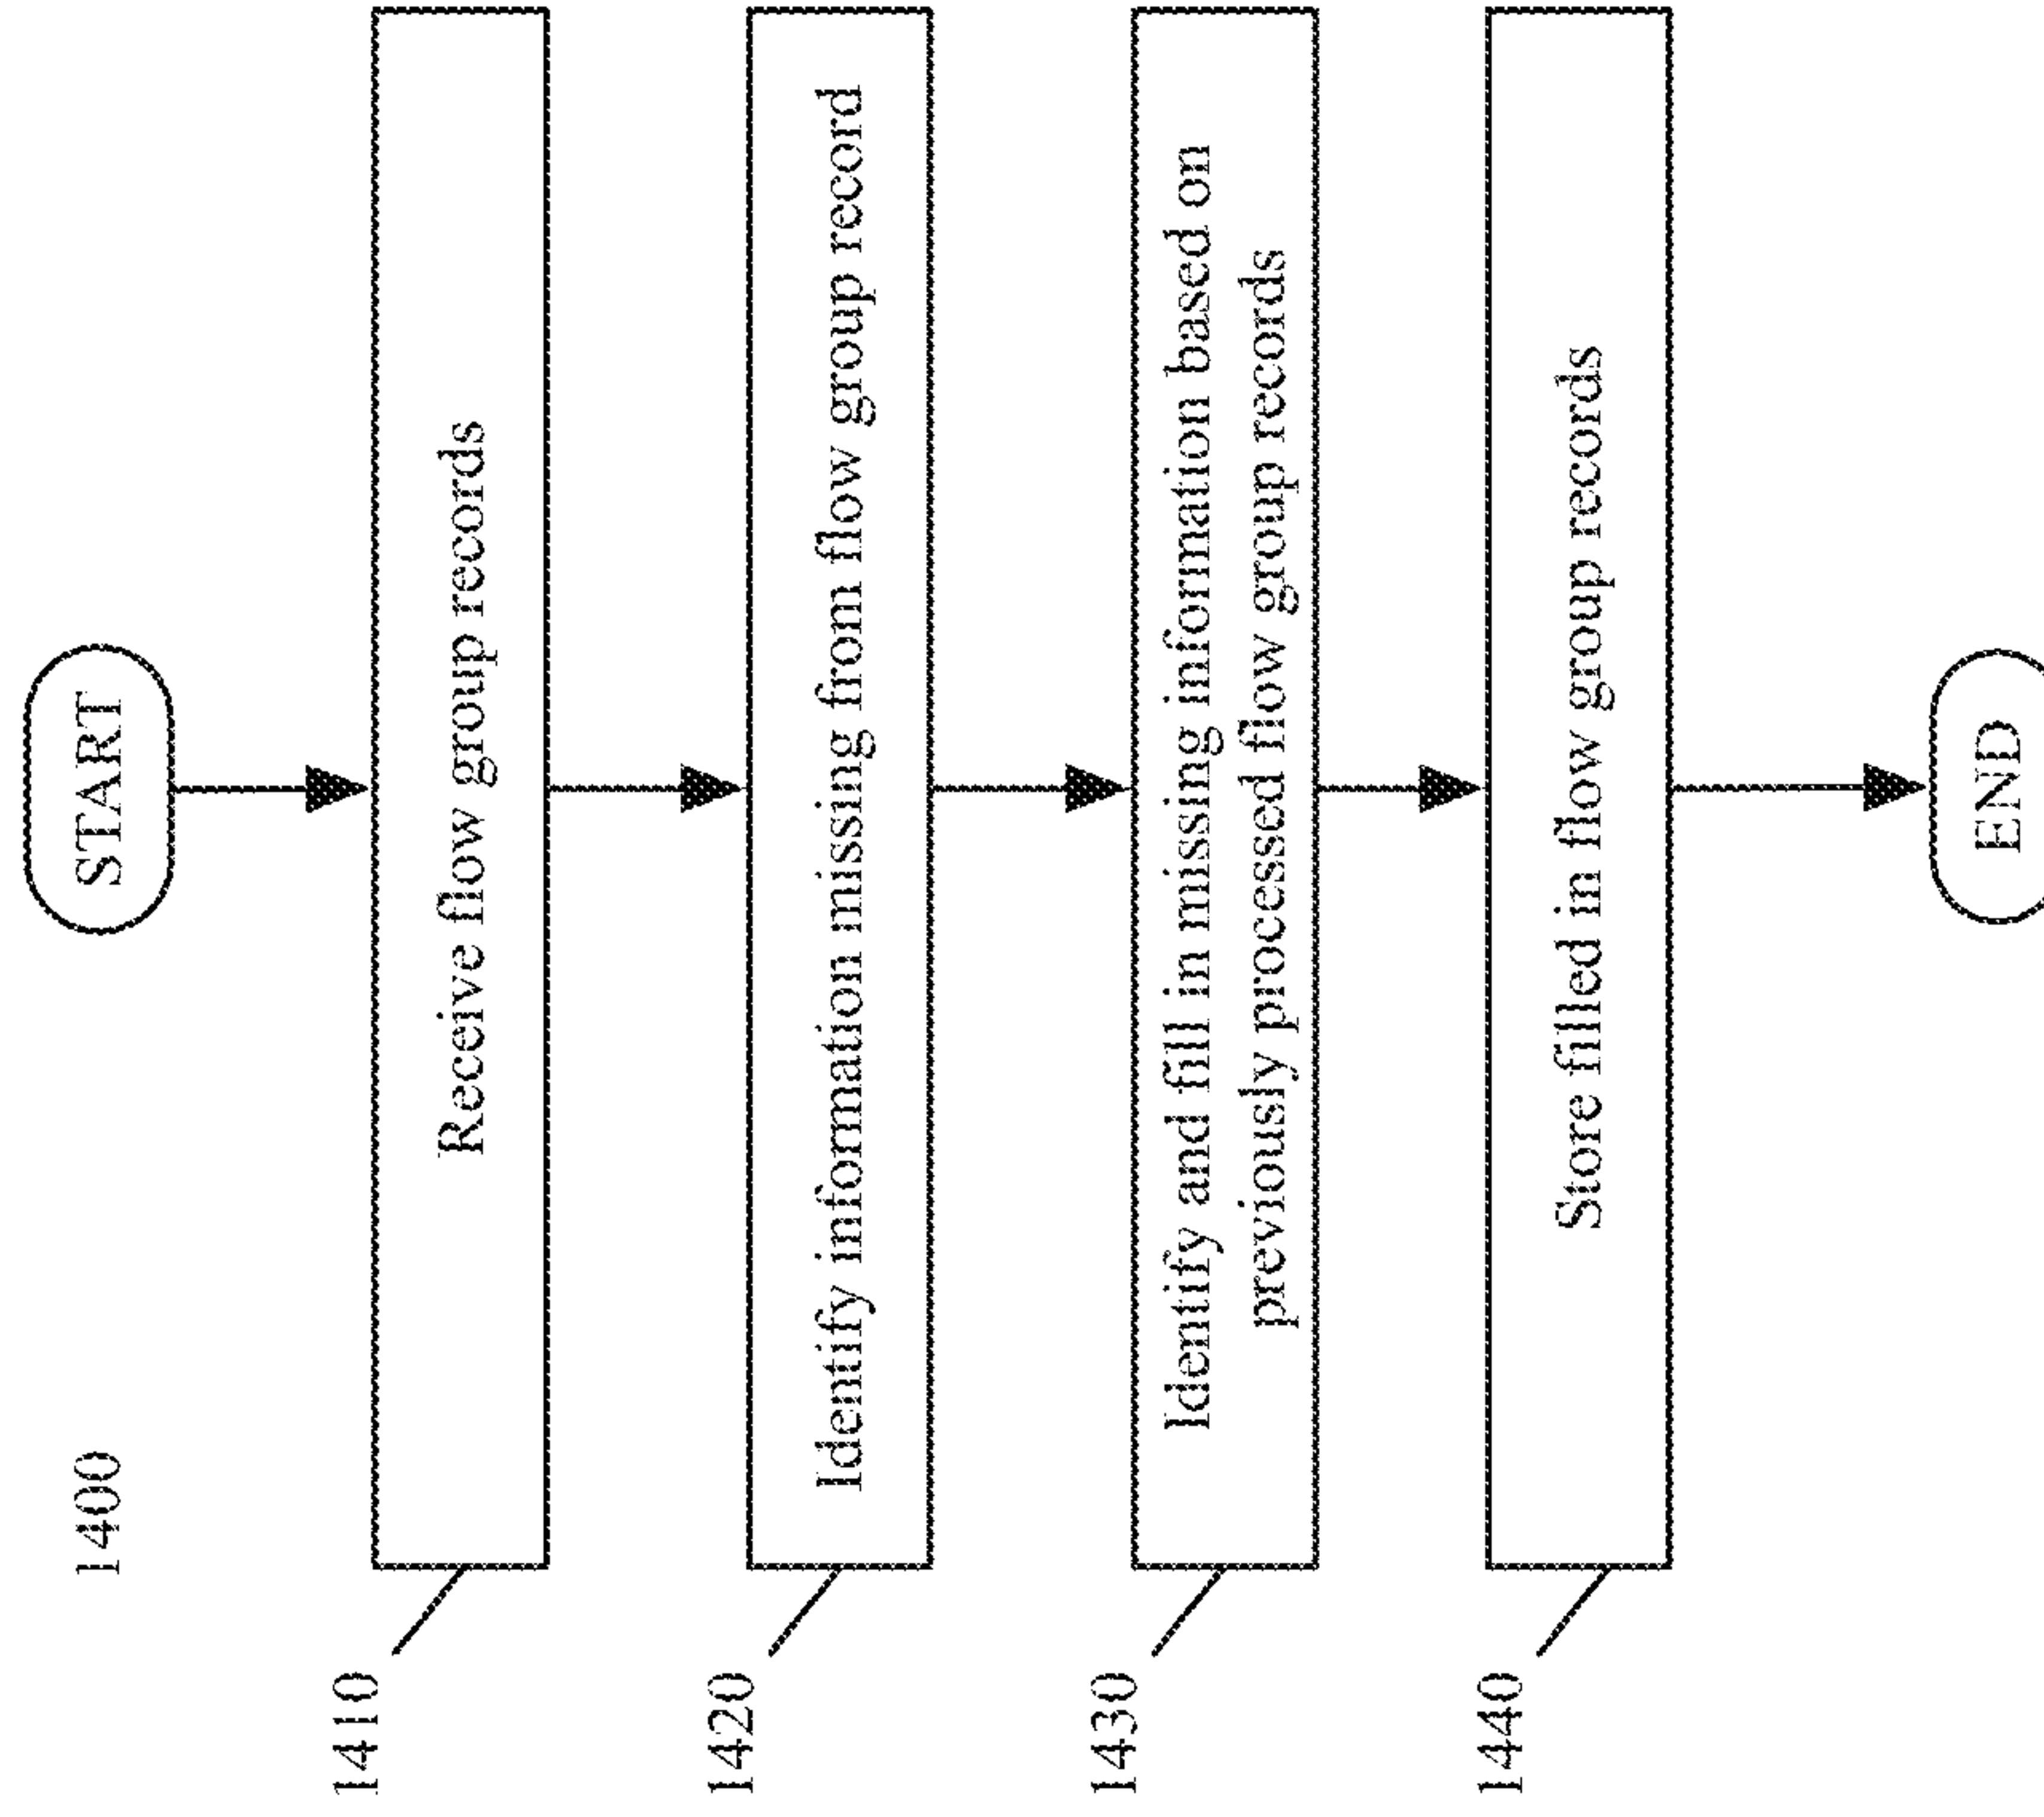 1400
START
1410
Receive flow group records
1420
Identify information missing from flow group record
1430
Identify and fill in missing information based on
previously processed flow group records
1440
Store filled in flow group records
END